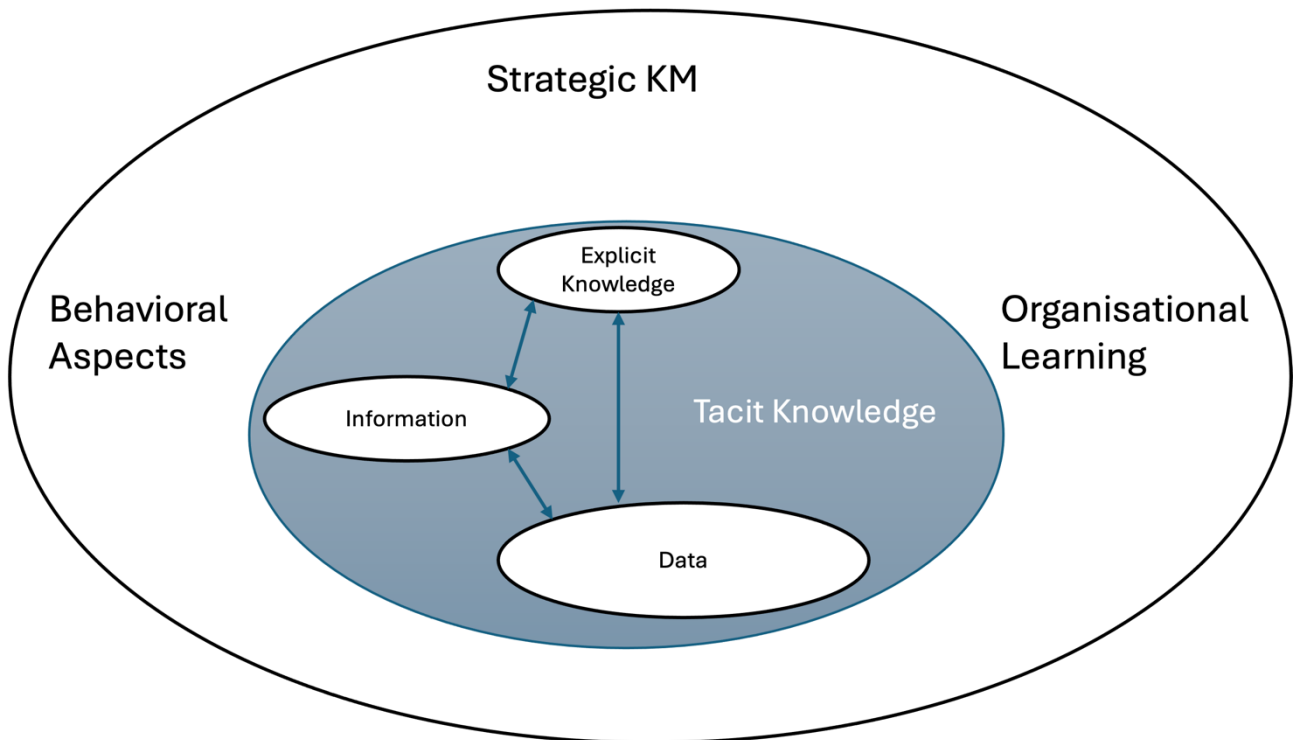 Strategic KM
Explicit
Knowledge
Behavioral
Aspects
Organisational
Learning
Information
Tacit Knowledge
Data